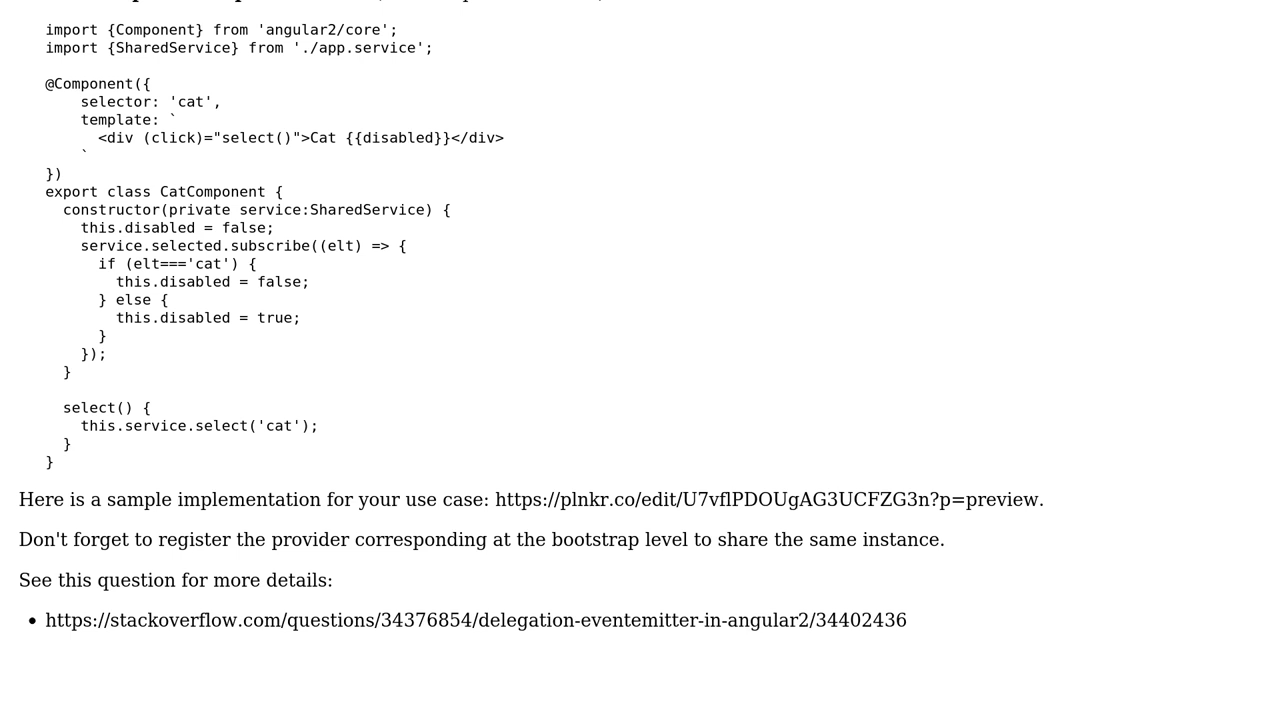 import {Component} from 'angular2/core';
import {SharedService} from './app.service';

@Component({
    selector: 'cat',
    template: `
      <div (click)="select()">Cat {{disabled}}</div>
    `
})
export class CatComponent {
  constructor(private service:SharedService) {
    this.disabled = false;
    service.selected.subscribe((elt) => {
      if (elt==='cat') {
        this.disabled = false;
      } else {
        this.disabled = true;
      }
    });
  }

  select() {
    this.service.select('cat');
  }
}
Here is a sample implementation for your use case: https://plnkr.co/edit/U7vflPDOUgAG3UCFZG3n?p=preview.
Don't forget to register the provider corresponding at the bootstrap level to share the same instance.
See this question for more details:
• https://stackoverflow.com/questions/34376854/delegation-eventemitter-in-angular2/34402436